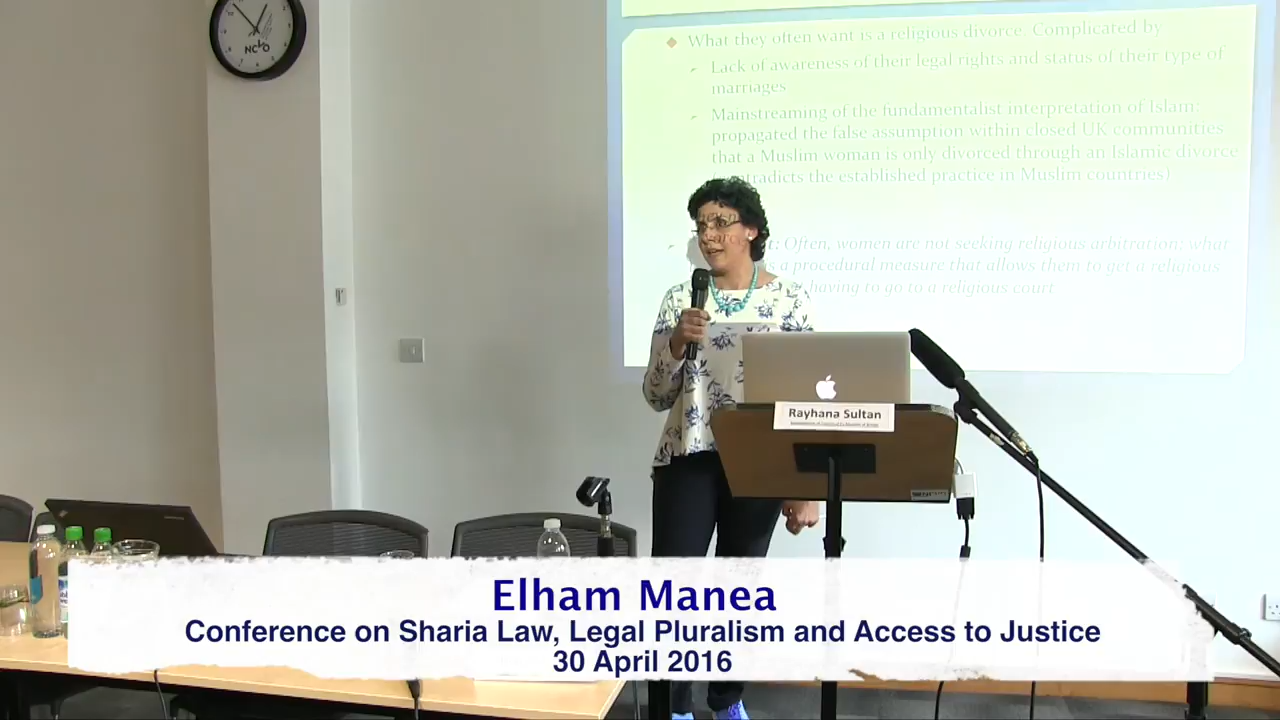 NCVO
What they often want is a religious divorce. Complicated by
Lack of awareness of their legal rights and status of their type of
marriages
Mainstreaming of the fundamentalist interpretation of Islam:
propagated the false assumption within closed UK communities
that a Muslim woman is only divorced through an Islamic divorce
the established practice in Muslim countries)
Often, women are not seeking religious arbitration: what
is a procedural measure that allows them to get a religious
having to go to a religious court
Rayhana Sultan
Elham Manea
Conference on Sharia Law, Legal Pluralism and Access to Justice
30 April 2016